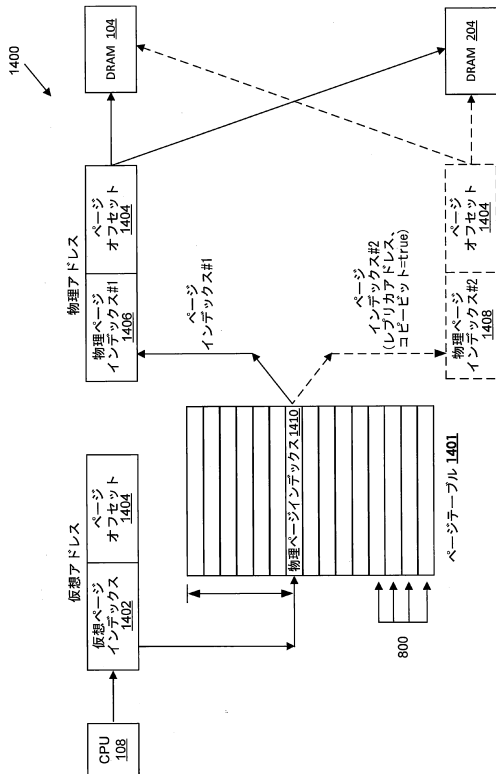 1400
CPU
108
仮想アドレス
仮想ページ
インデックス
1402
ページ
オフセット
1404
物理ページインデックス1410
ページテーブル 1401
800
物理アドレス
物理ページ
インデックス#1
1406
ページ
オフセット
1404
ページ
インデックス#1
ページ
インデックス#2
(レプリカアドレス、
コピービット=true)
物理ページ
インデックス#2
1408
ページ
オフセット
1404
DRAM 104
DRAM 204